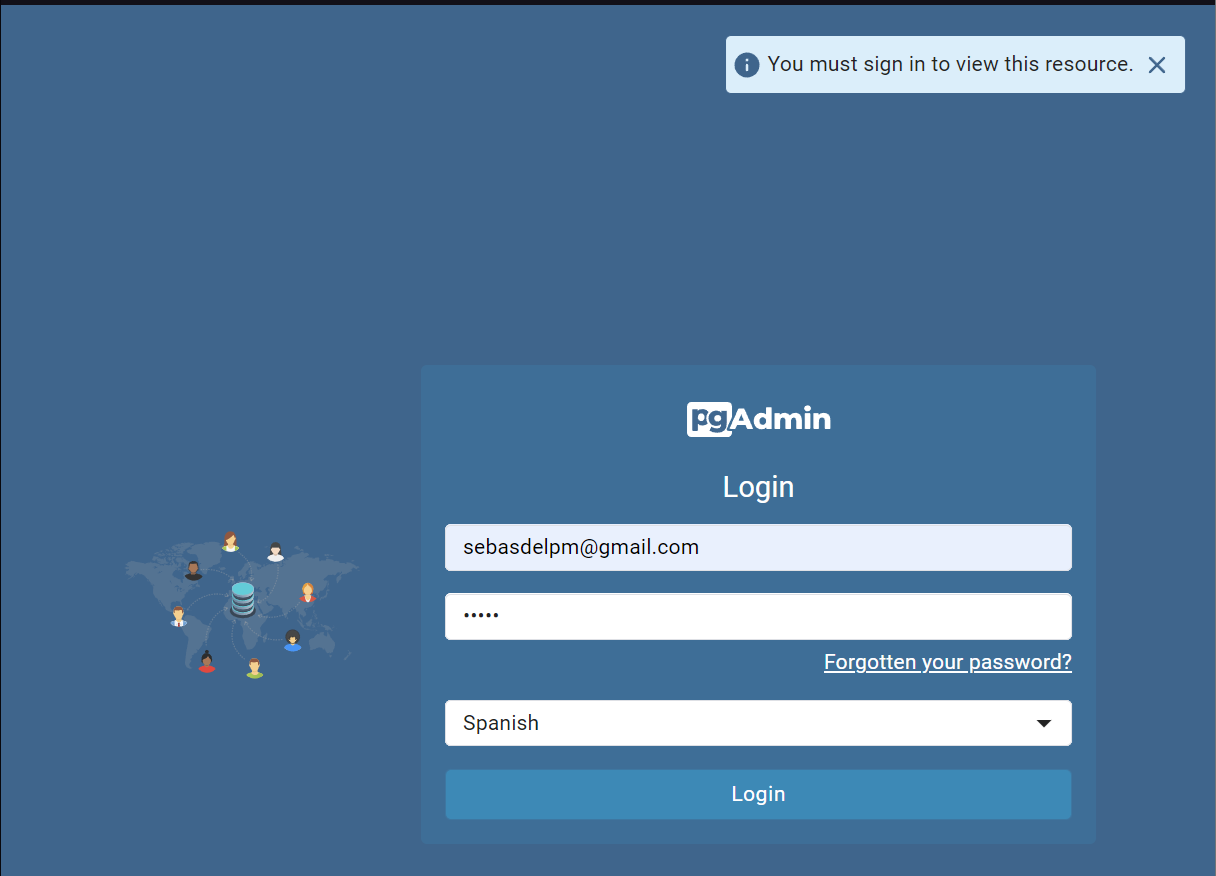 You must sign in to view this resource.
pgAdmin
Login
sebasdelpm@gmail.com
•••••
Forgotten your password?
Spanish
Login